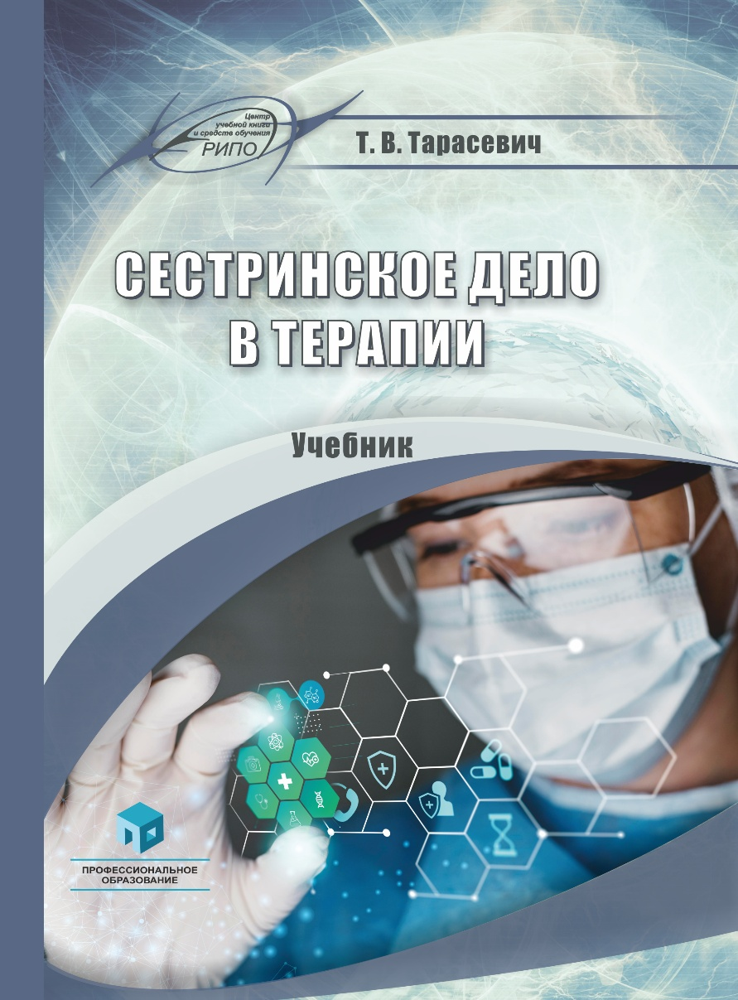 Центр
учебной книги
и средств обучения
РИПО
Т. В. Тарасевич
СЕСТРИНСКОЕ ДЕЛО
В ТЕРАПИИ
Учебник
ПРОФЕССИОНАЛЬНОЕ
ОБРАЗОВАНИЕ